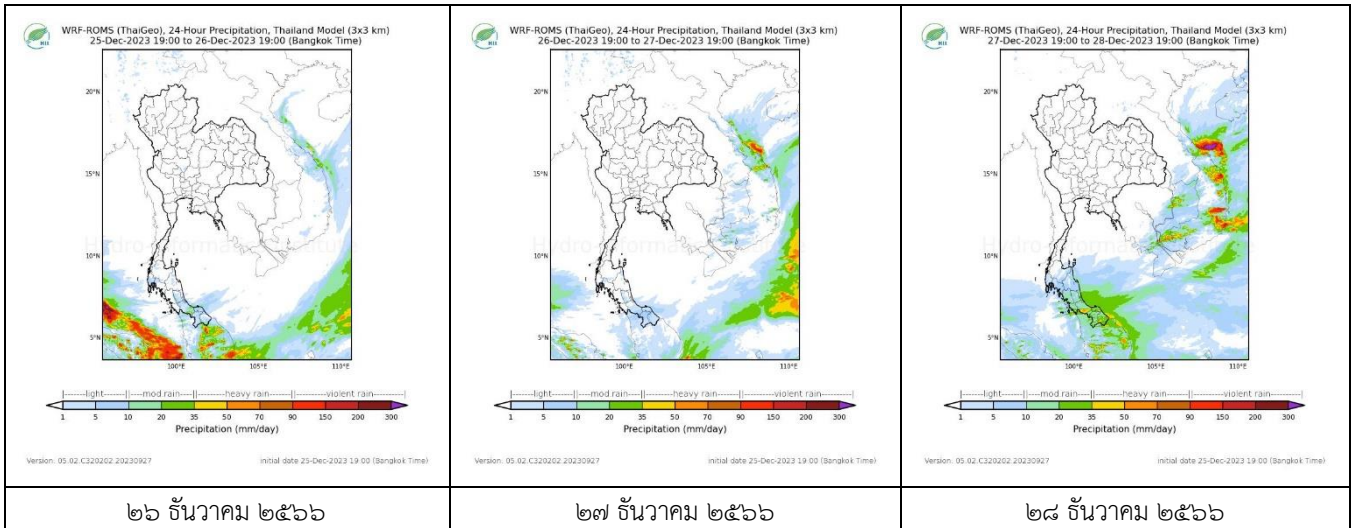 HII
WRF-ROMS (ThaiGeo), 24-Hour Precipitation, Thailand Model (3x3 km)
25-Dec-2023 19:00 to 26-Dec-2023 19:00 (Bangkok Time)
20°N
15°N
10°N
5°N
100°E 105°E 110°E
Hydro-Informatics Institute
|-------light-------||---mod rain---||-------heavy rain-------||-------violent rain-------|
1 5 10 20 35 50 70 90 150 200 300
Precipitation (mm/day)
Version: 05.02.C320202.20230927 initial date 25-Dec-2023 19:00 (Bangkok Time)
๒๖ ธันวาคม ๒๕๖๖
HII
WRF-ROMS (ThaiGeo), 24-Hour Precipitation, Thailand Model (3x3 km)
26-Dec-2023 19:00 to 27-Dec-2023 19:00 (Bangkok Time)
20°N
15°N
10°N
5°N
100°E 105°E 110°E
Hydro-Informatics Institute
|-------light-------||---mod rain---||-------heavy rain-------||-------violent rain-------|
1 5 10 20 35 50 70 90 150 200 300
Precipitation (mm/day)
Version: 05.02.C320202.20230927 initial date 25-Dec-2023 19:00 (Bangkok Time)
๒๗ ธันวาคม ๒๕๖๖
HII
WRF-ROMS (ThaiGeo), 24-Hour Precipitation, Thailand Model (3x3 km)
27-Dec-2023 19:00 to 28-Dec-2023 19:00 (Bangkok Time)
20°N
15°N
10°N
5°N
100°E 105°E 110°E
Hydro-Informatics Institute
|-------light-------||---mod rain---||-------heavy rain-------||-------violent rain-------|
1 5 10 20 35 50 70 90 150 200 300
Precipitation (mm/day)
Version: 05.02.C320202.20230927 initial date 25-Dec-2023 19:00 (Bangkok Time)
๒๘ ธันวาคม ๒๕๖๖